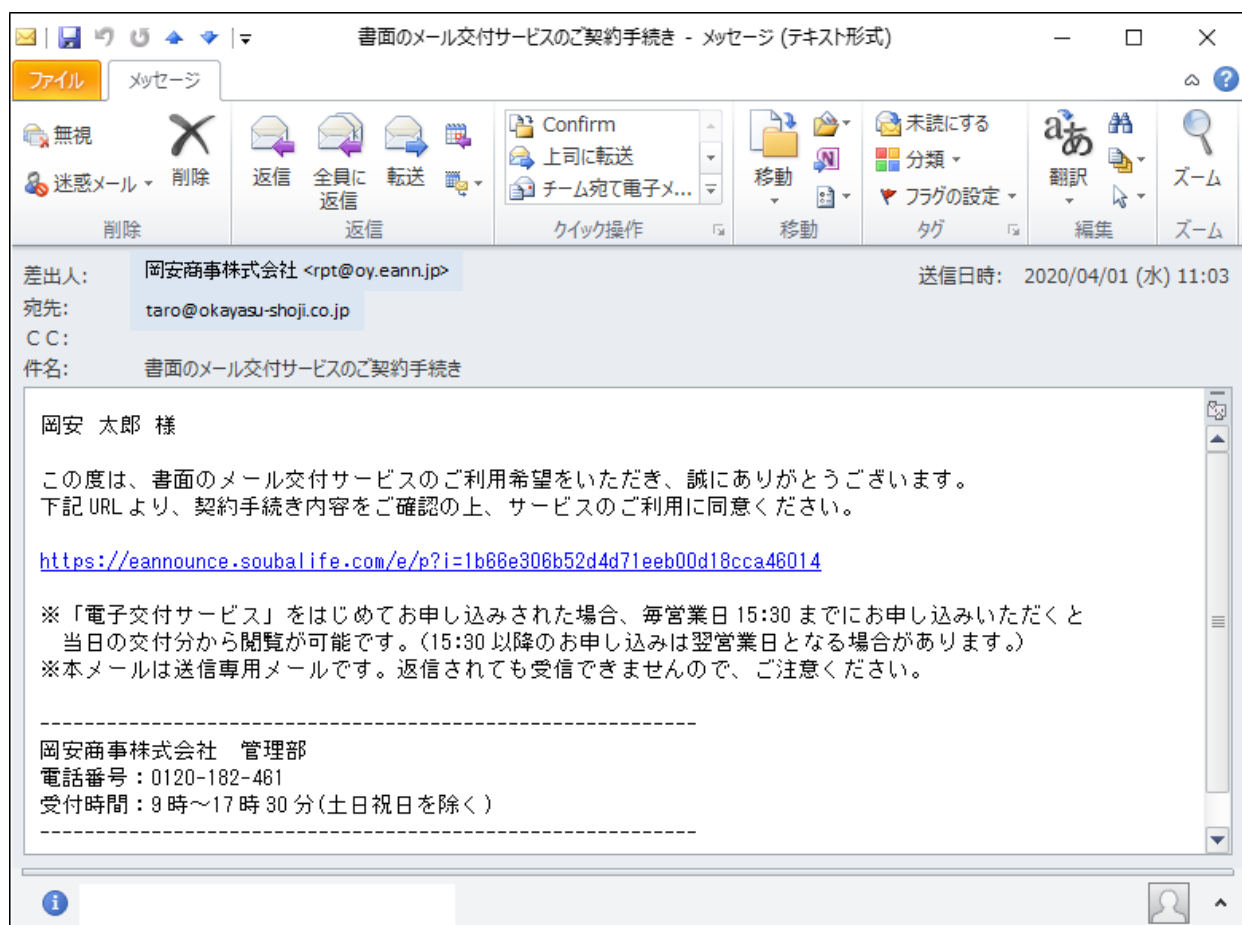 書面のメール交付サービスのご契約手続き - メッセージ (テキスト形式)
ファイル メッセージ
無視
迷惑メール
削除
返信
全員に返信
転送
Confirm
上司に転送
チーム宛て電子メ...
移動
未読にする
分類
フラグの設定
翻訳
ズーム
削除 返信 クイック操作 移動 タグ 編集 ズーム
差出人: 岡安商事株式会社 <rpt@oy.eann.jp> 送信日時: 2020/04/01 (水) 11:03
宛先: taro@okayasu-shoji.co.jp
CC:
件名: 書面のメール交付サービスのご契約手続き
岡安 太郎 様
この度は、書面のメール交付サービスのご利用希望をいただき、誠にありがとうございます。
下記 URL より、契約手続き内容をご確認の上、サービスのご利用に同意ください。
https://eannounce.soubalife.com/e/p?i=1b66e306b52d4d71eeb00d18cca46014
※「電子交付サービス」をはじめてお申し込みされた場合、毎営業日 15:30 までにお申し込みいただくと
当日の交付分から閲覧が可能です。(15:30 以降のお申し込みは翌営業日となる場合があります。)
※本メールは送信専用メールです。返信されても受信できませんので、ご注意ください。
------------------------------------------------------------
岡安商事株式会社 管理部
電話番号：0120-182-461
受付時間：9時～17時30分(土日祝日を除く)
------------------------------------------------------------